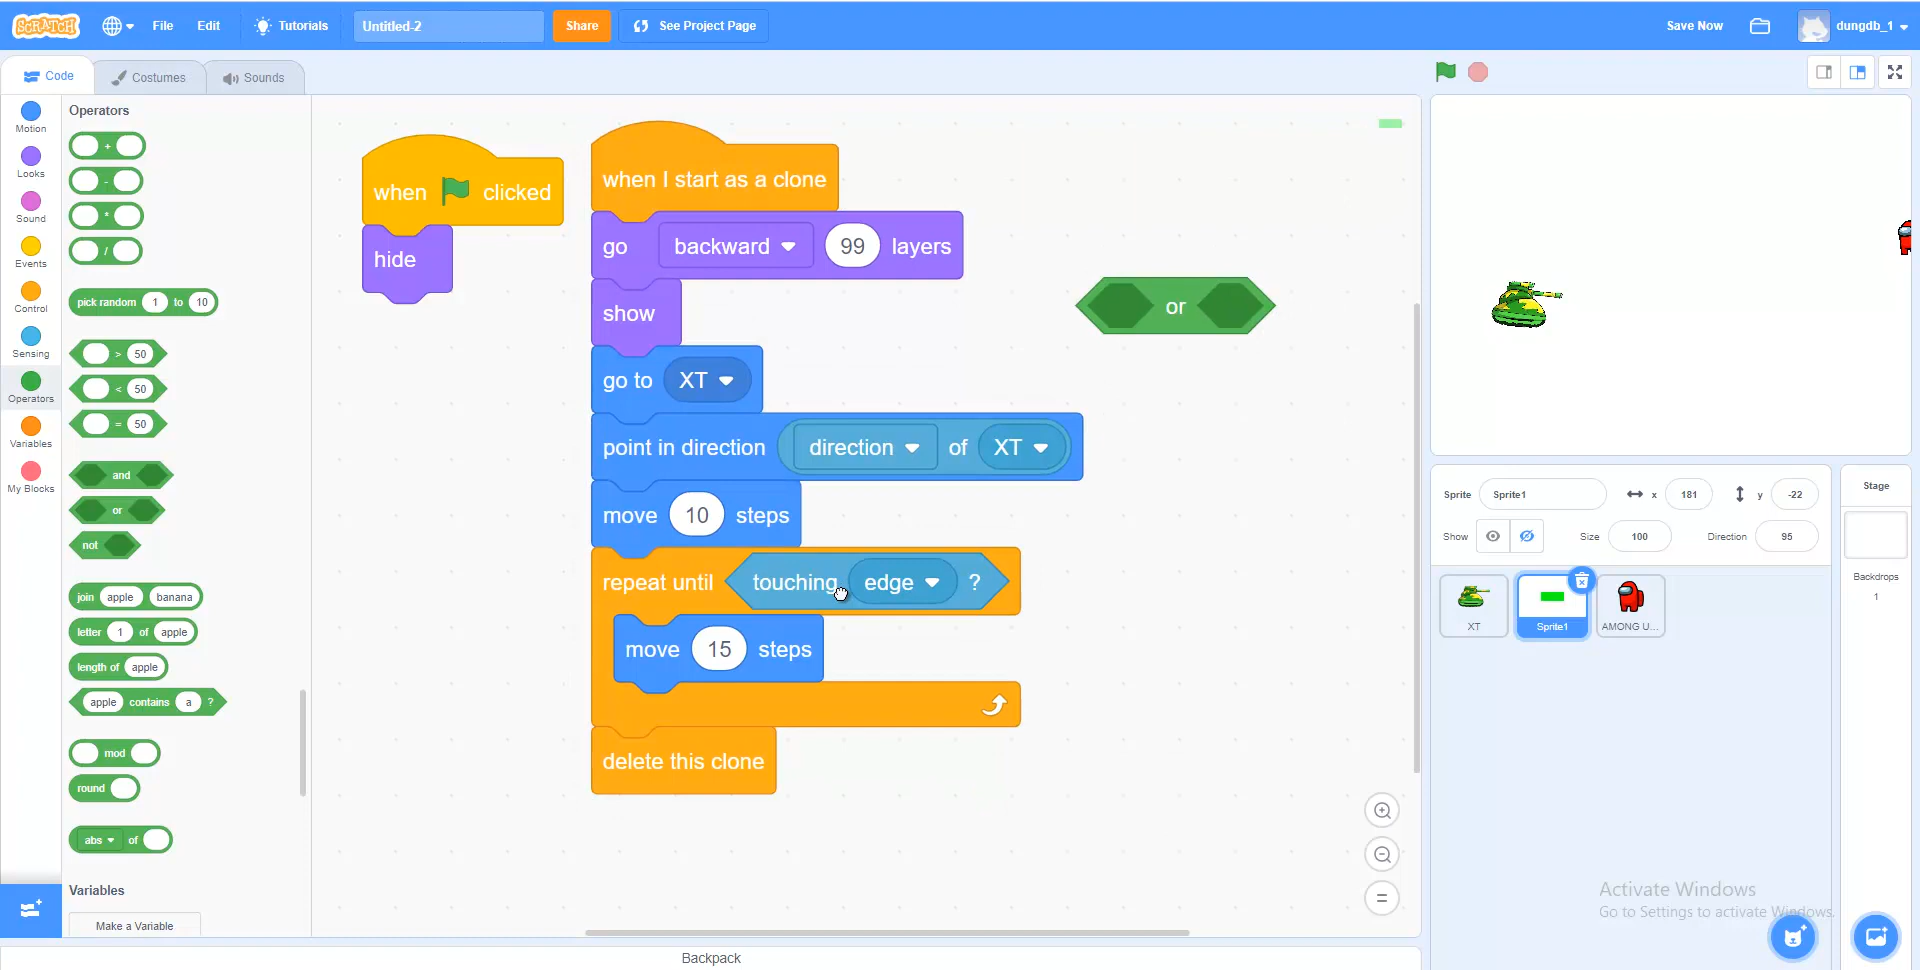 SCRATCH
File
Edit
Tutorials
Untitled-2
Share
See Project Page
Save Now
dungdb_1
Code
Costumes
Sounds
Motion
Looks
Sound
Events
Control
Sensing
Operators
Variables
My Blocks
Operators
+
-
*
/
pick random 1 to 10
> 50
< 50
= 50
and
or
not
join apple banana
letter 1 of apple
length of apple
apple contains a ?
mod
round
abs of
Variables
Make a Variable
when clicked
hide
when I start as a clone
go backward 99 layers
show
go to XT
point in direction direction of XT
move 10 steps
repeat until touching edge ?
move 15 steps
delete this clone
or
=
Backpack
Sprite Sprite1 x 181 y -22
Show Size 100 Direction 95
XT
Sprite1
AMONG U...
Stage
Backdrops
1
Activate Windows
Go to Settings to activate Windows.